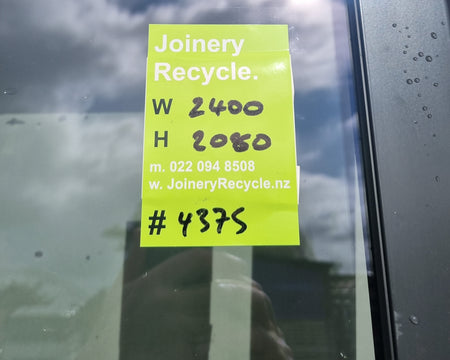 Joinery
Recycle.
W 2400
H 2080
m. 022 094 8508
w. JoineryRecycle.nz
# 4375